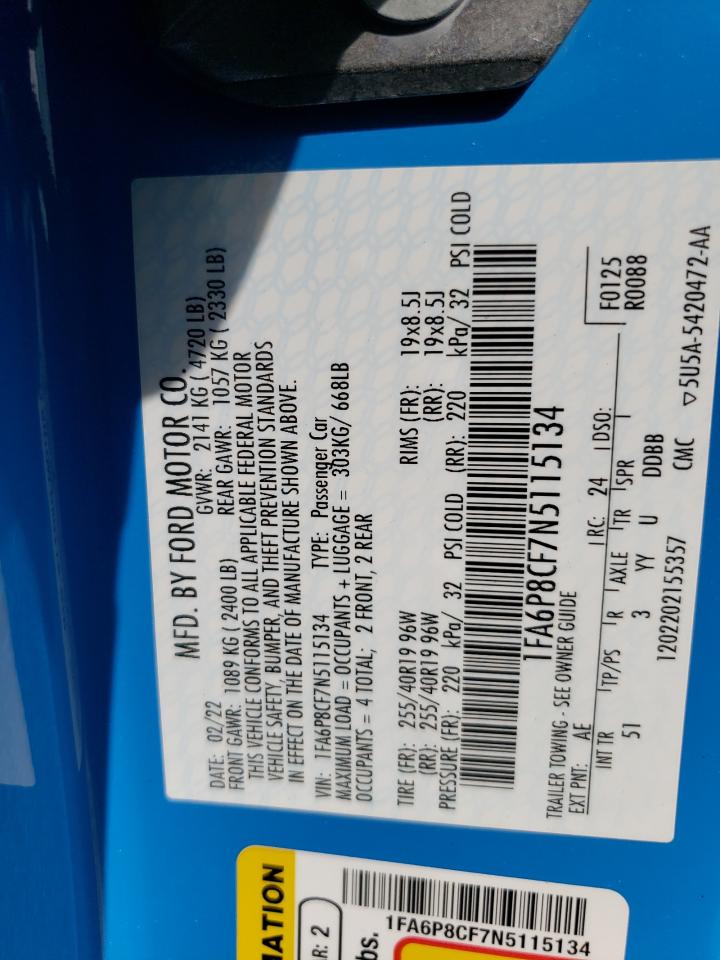 MFD. BY FORD MOTOR CO.
DATE: 02/22 GVWR: 2141 KG ( 4720 LB)
FRONT GAWR: 1089 KG ( 2400 LB) REAR GAWR: 1057 KG ( 2330 LB)
THIS VEHICLE CONFORMS TO ALL APPLICABLE FEDERAL MOTOR
VEHICLE SAFETY, BUMPER, AND THEFT PREVENTION STANDARDS
IN EFFECT ON THE DATE OF MANUFACTURE SHOWN ABOVE.
VIN: 1FA6P8CF7N5115134 TYPE: Passenger Car
MAXIMUM LOAD = OCCUPANTS + LUGGAGE = 303KG/ 668LB
OCCUPANTS = 4 TOTAL; 2 FRONT, 2 REAR
TIRE (FR): 255/40R19 96W RIMS (FR): 19x8.5J
(RR): 255/40R19 96W (RR): 19x8.5J
PRESSURE (FR): 220 kPa/ 32 PSI COLD (RR): 220 kPa/ 32 PSI COLD
1FA6P8CF7N5115134
TRAILER TOWING - SEE OWNER GUIDE
EXT PNT: AE RC: 24 DSO: F0125
INT TR TP/PS R AXLE TR SPR R0088
51 3 YY U DDBB
1202202155357 CMC ▽5U5A-5420472-AA
MATION
R: 2
bs.
1FA6P8CF7N5115134